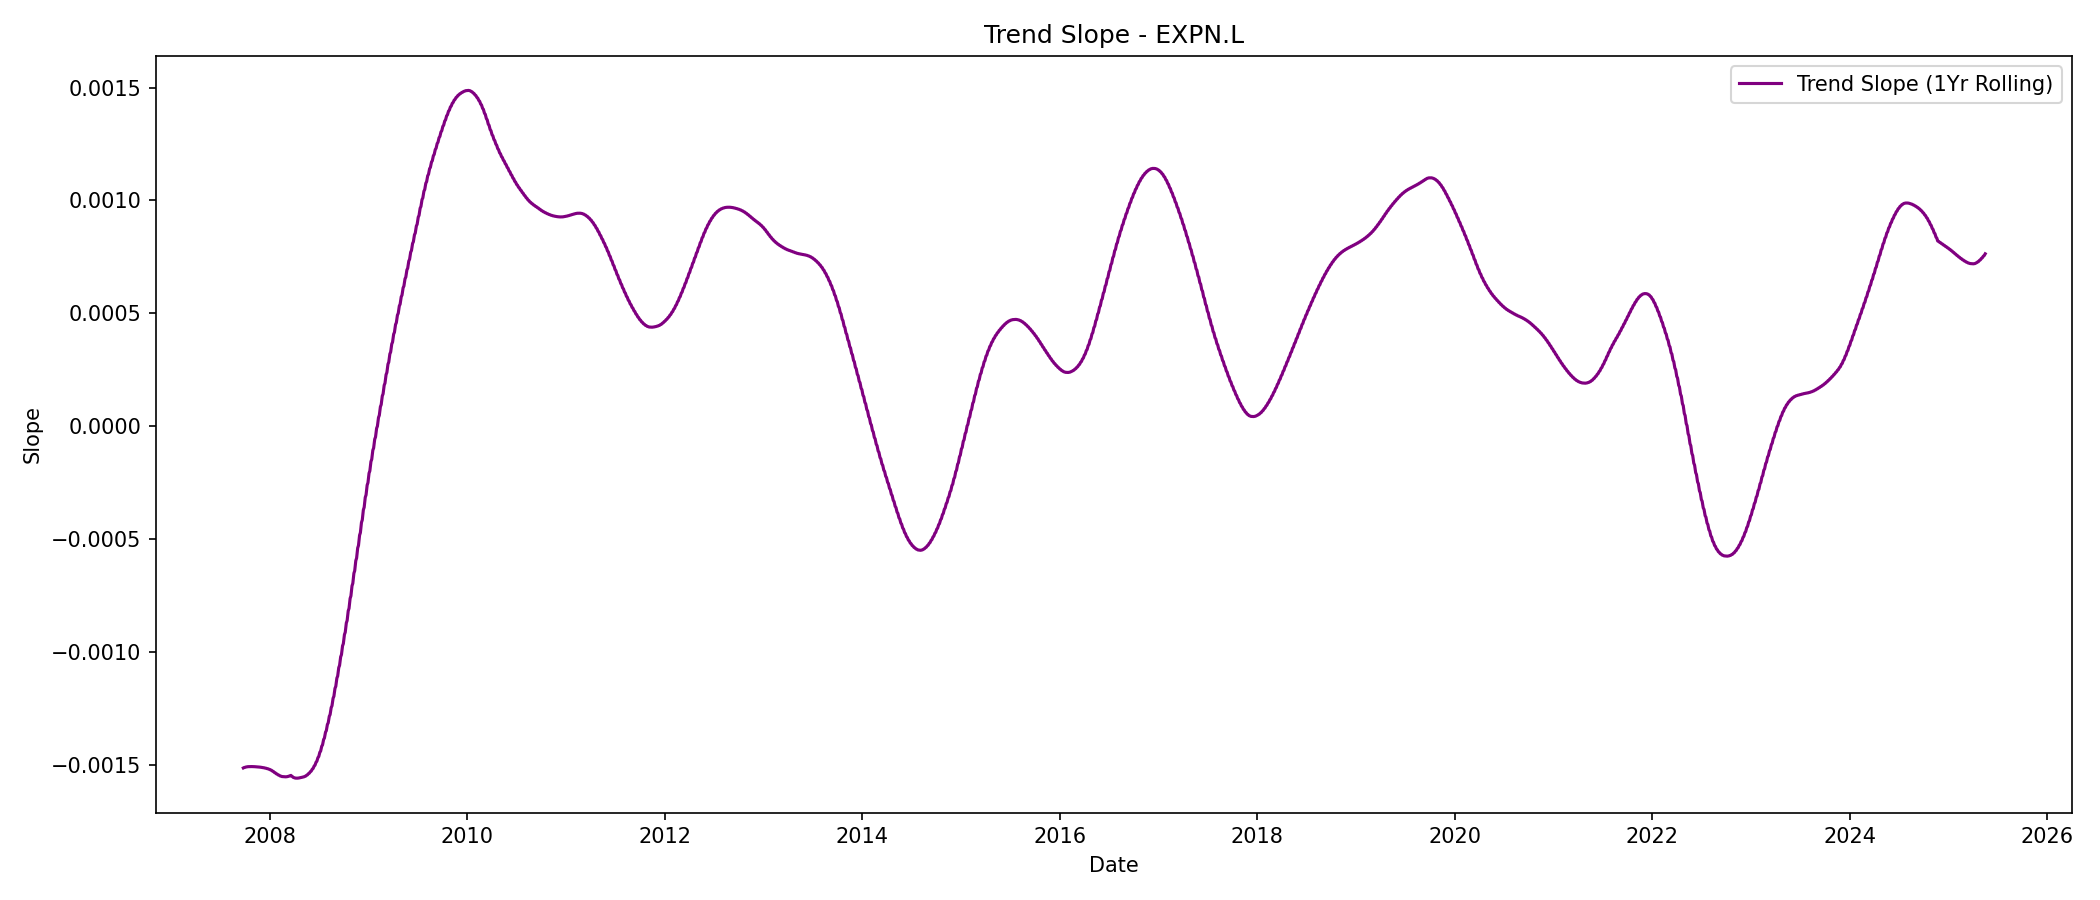 Trend Slope - EXPN.L
Trend Slope (1Yr Rolling)
0.0015
0.0010
0.0005
0.0000
−0.0005
−0.0010
−0.0015
Slope
2008 2010 2012 2014 2016 2018 2020 2022 2024 2026
Date